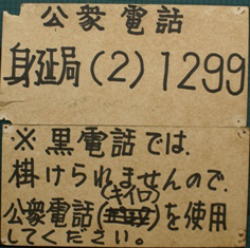 公衆電話
身延局(2)1299
※黒電話では、
掛けられませんので、
(キイロ)
公衆電話( )を使用
してください。